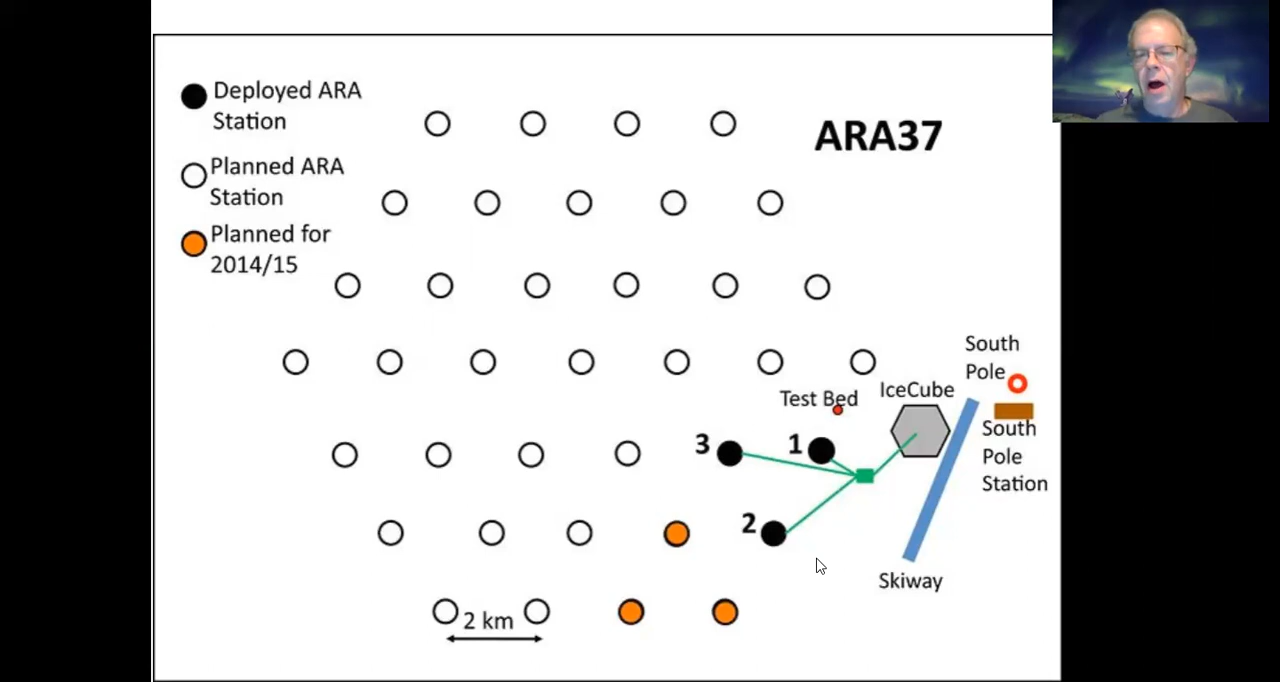 Deployed ARA
Station
Planned ARA
Station
Planned for
2014/15
ARA37
South
Pole
Test Bed
IceCube
South
Pole
Station
3
1
2
Skiway
2 km